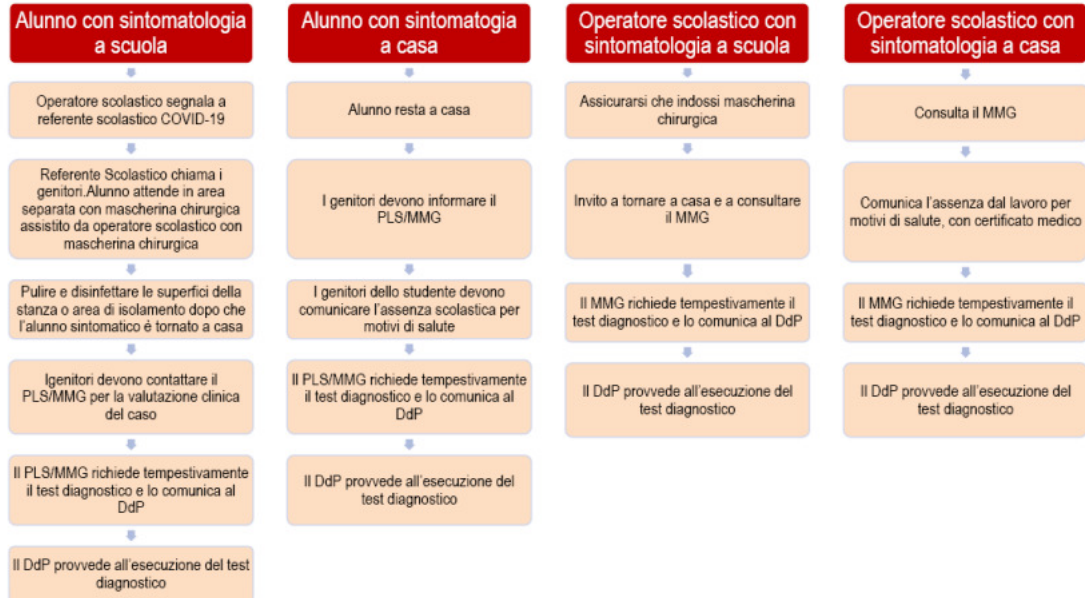 Alunno con sintomatologia
a scuola
Operatore scolastico segnala a
referente scolastico COVID-19
Referente Scolastico chiama i
genitori.Alunno attende in area
separata con mascherina chirurgica
assistito da operatore scolastico con
mascherina chirurgica
Pulire e disinfettare le superfici della
stanza o area di isolamento dopo che
l'alunno sintomatico è tornato a casa
Igenitori devono contattare il
PLS/MMG per la valutazione clinica
del caso
Il PLS/MMG richiede tempestivamente
il test diagnostico e lo comunica al
DdP
Il DdP provvede all'esecuzione del test
diagnostico
Alunno con sintomatogia
a casa
Alunno resta a casa
I genitori devono informare il
PLS/MMG
I genitori dello studente devono
comunicare l'assenza scolastica per
motivi di salute
Il PLS/MMG richiede tempestivamente
il test diagnostico e lo comunica al
DdP
Il DdP provvede all'esecuzione del
test diagnostico
Operatore scolastico con
sintomatologia a scuola
Assicurarsi che indossi mascherina
chirurgica
Invito a tornare a casa e a consultare
il MMG
Il MMG richiede tempestivamente il
test diagnostico e lo comunica al DdP
Il DdP provvede all'esecuzione del
test diagnostico
Operatore scolastico con
sintomatologia a casa
Consulta il MMG
Comunica l'assenza dal lavoro per
motivi di salute, con certificato medico
Il MMG richiede tempestivamente il
test diagnostico e lo comunica al DdP
Il DdP provvede all'esecuzione del
test diagnostico